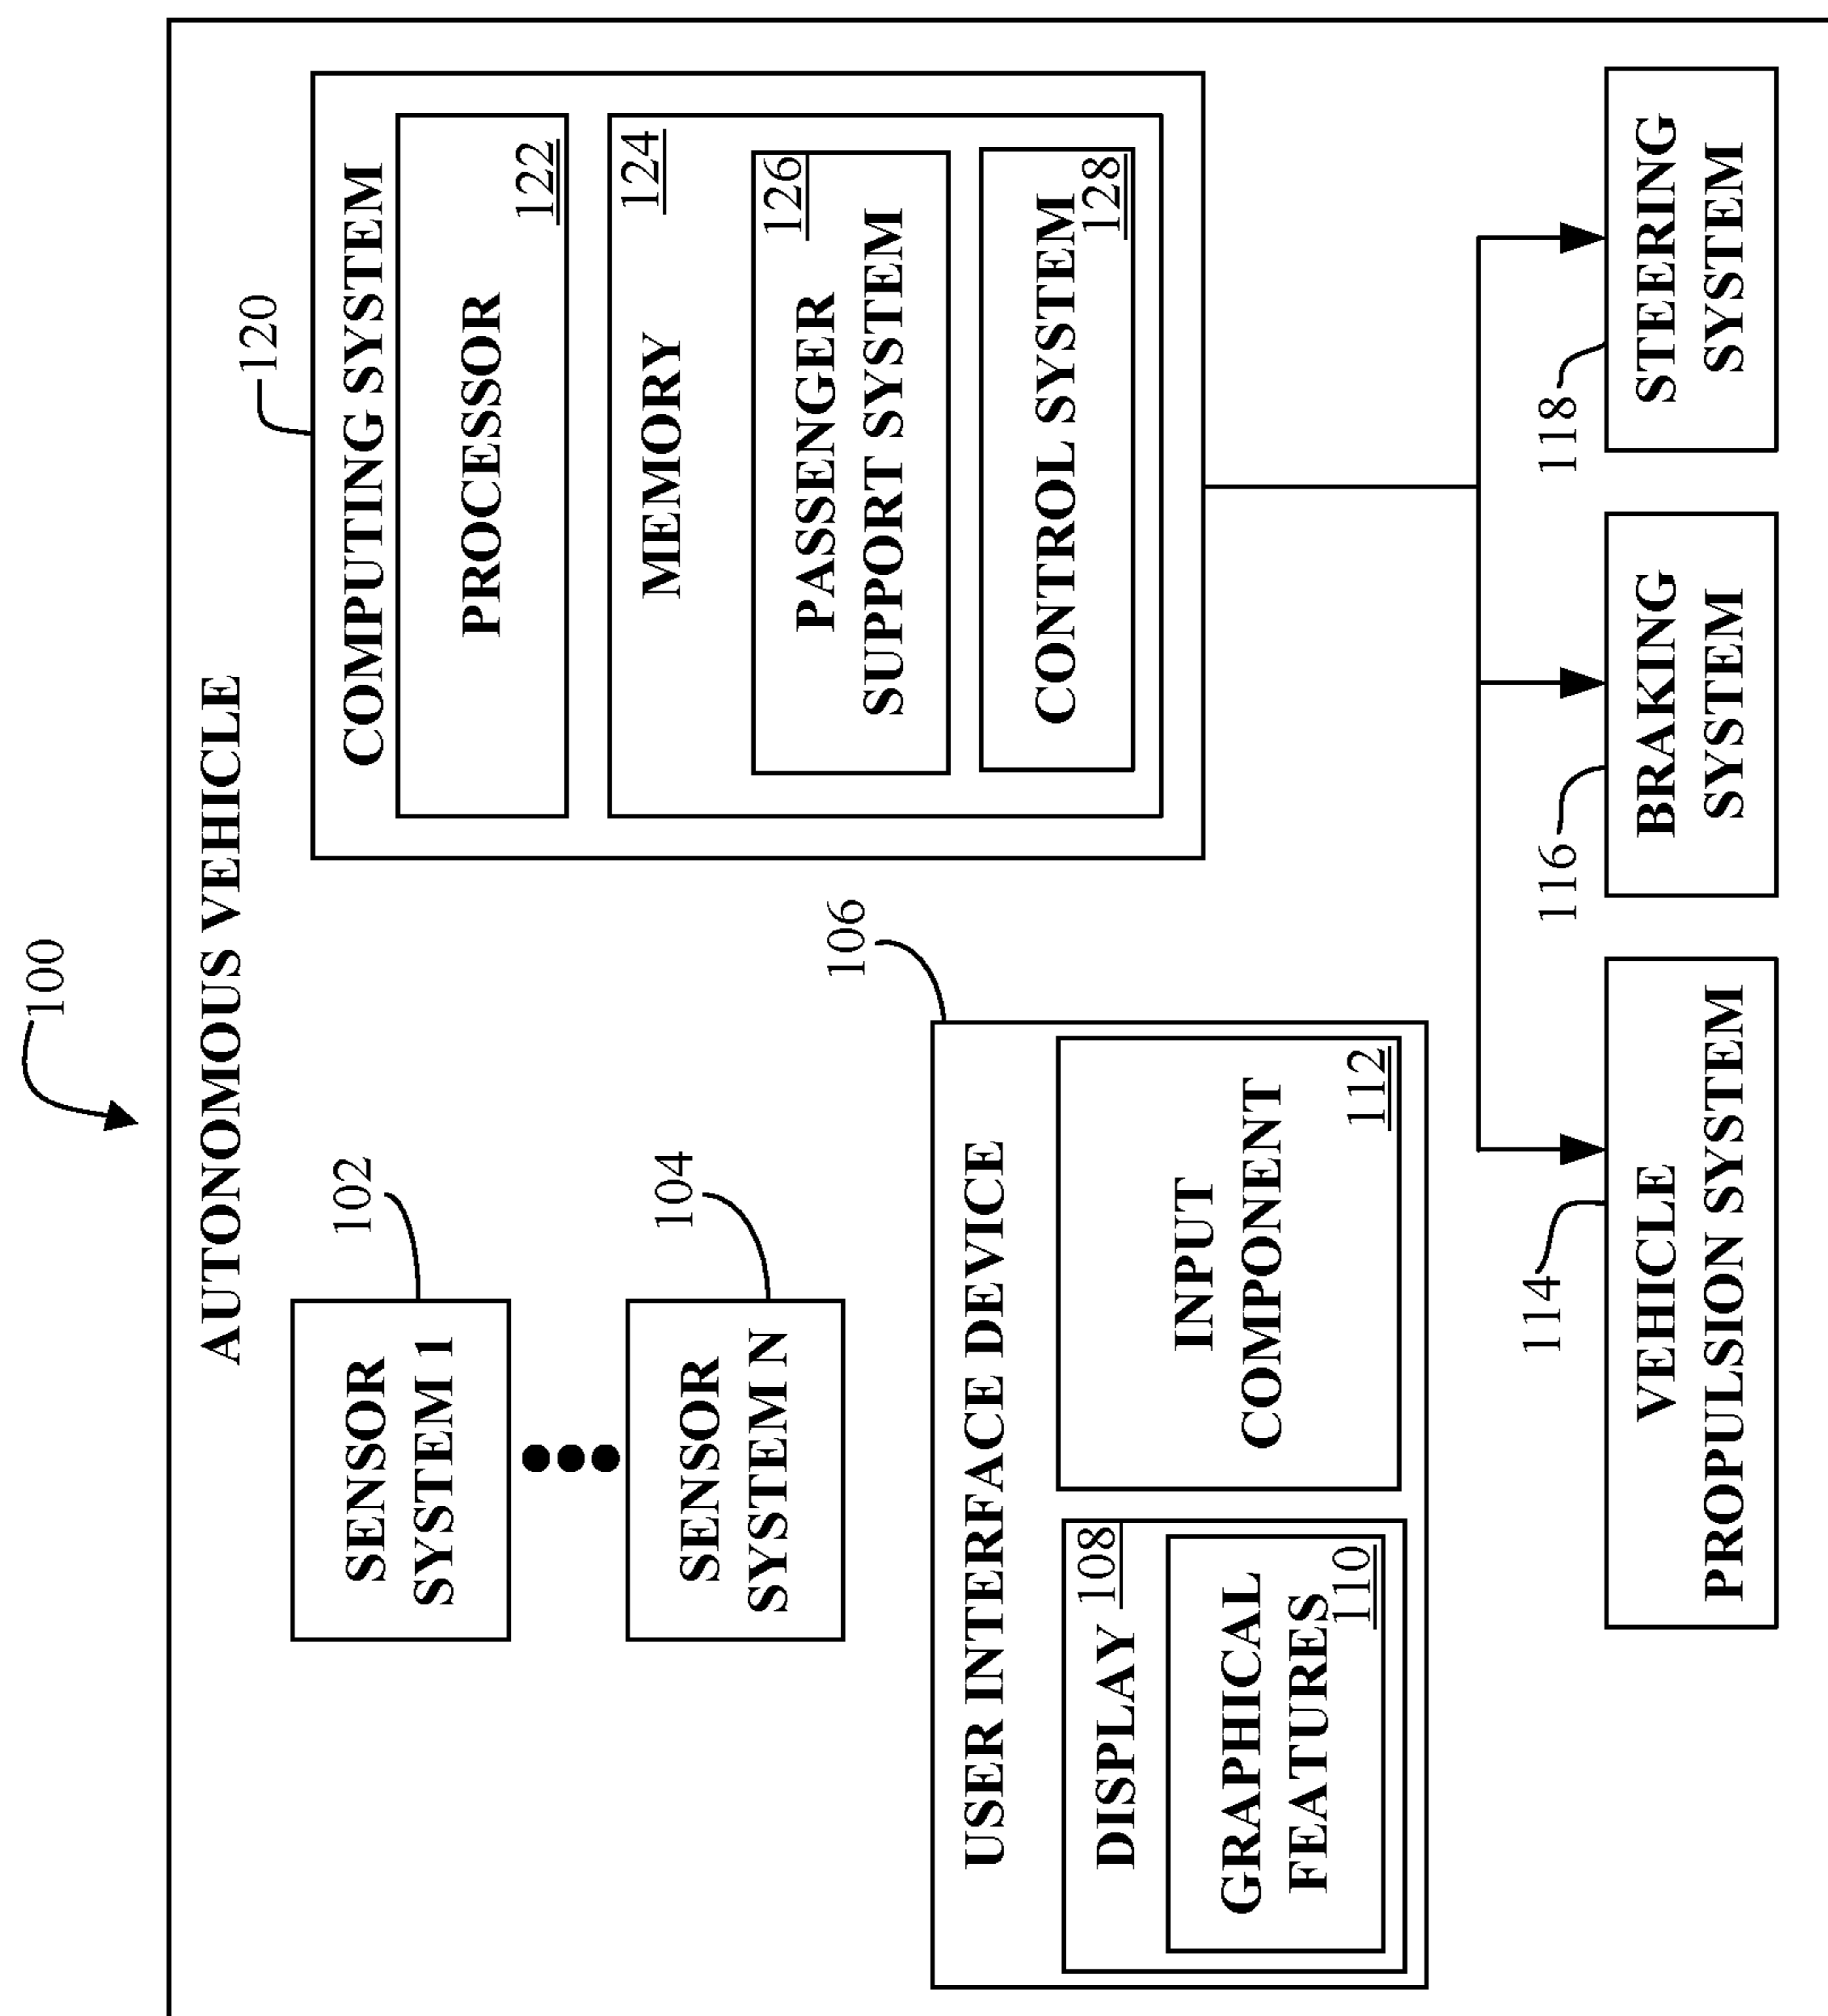 100
AUTONOMOUS VEHICLE
SENSOR
SYSTEM 1
102
SENSOR
SYSTEM N
104
120
COMPUTING SYSTEM
PROCESSOR
122
MEMORY
124
PASSENGER
SUPPORT SYSTEM
126
CONTROL SYSTEM
128
106
USER INTERFACE DEVICE
DISPLAY 108
GRAPHICAL
FEATURES
110
INPUT
COMPONENT
112
114
VEHICLE
PROPULSION SYSTEM
116
BRAKING
SYSTEM
118
STEERING
SYSTEM